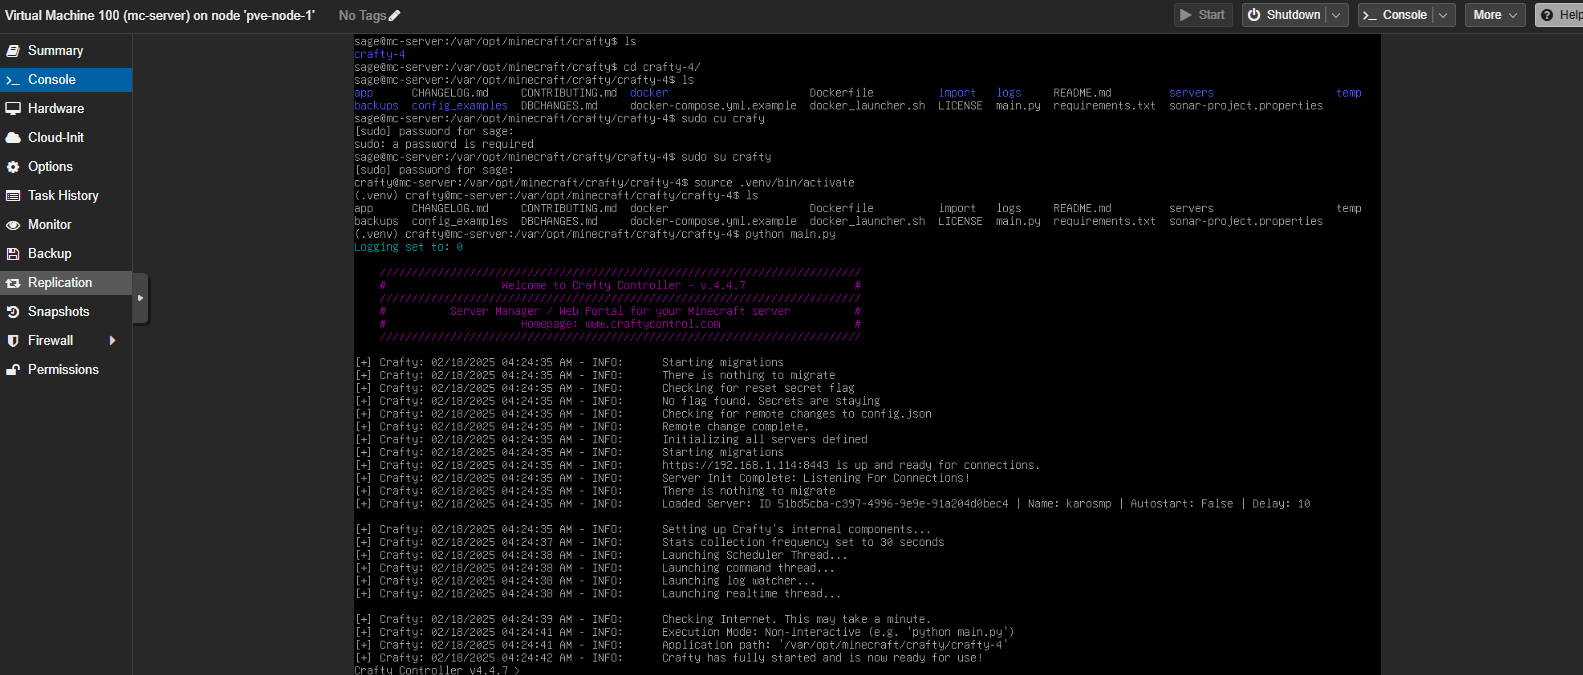 Virtual Machine 100 (mc-server) on node 'pve-node-1' No Tags Start Shutdown Console More Help
Summary
Console
Hardware
Cloud-Init
Options
Task History
Monitor
Backup
Replication
Snapshots
Firewall
Permissions
sage@mc-server:/var/opt/minecraft/crafty$ ls
crafty-4
sage@mc-server:/var/opt/minecraft/crafty$ cd crafty-4/
sage@mc-server:/var/opt/minecraft/crafty/crafty-4$ ls
app CHANGELOG.md CONTRIBUTING.md docker Dockerfile import logs README.md servers temp
backups config_examples DBCHANGES.md docker-compose.yml.example docker_launcher.sh LICENSE main.py requirements.txt sonar-project.properties
sage@mc-server:/var/opt/minecraft/crafty/crafty-4$ sudo cu crafy
[sudo] password for sage:
sudo: a password is required
sage@mc-server:/var/opt/minecraft/crafty/crafty-4$ sudo su crafty
[sudo] password for sage:
crafty@mc-server:/var/opt/minecraft/crafty/crafty-4$ source .venv/bin/activate
(.venv) crafty@mc-server:/var/opt/minecraft/crafty/crafty-4$ ls
app CHANGELOG.md CONTRIBUTING.md docker Dockerfile import logs README.md servers temp
backups config_examples DBCHANGES.md docker-compose.yml.example docker_launcher.sh LICENSE main.py requirements.txt sonar-project.properties
(.venv) crafty@mc-server:/var/opt/minecraft/crafty/crafty-4$ python main.py
Logging set to: 0
///////////////////////////////////////////////////////////////////////////
# Welcome to Crafty Controller - v.4.4.7 #
///////////////////////////////////////////////////////////////////////////
# Server Manager / Web Portal for your Minecraft server #
# Homepage: www.craftycontrol.com #
///////////////////////////////////////////////////////////////////////////
[+] Crafty: 02/18/2025 04:24:35 AM - INFO: Starting migrations
[+] Crafty: 02/18/2025 04:24:35 AM - INFO: There is nothing to migrate
[+] Crafty: 02/18/2025 04:24:35 AM - INFO: Checking for reset secret flag
[+] Crafty: 02/18/2025 04:24:35 AM - INFO: No flag found. Secrets are staying
[+] Crafty: 02/18/2025 04:24:35 AM - INFO: Checking for remote changes to config.json
[+] Crafty: 02/18/2025 04:24:35 AM - INFO: Remote change complete.
[+] Crafty: 02/18/2025 04:24:35 AM - INFO: Initializing all servers defined
[+] Crafty: 02/18/2025 04:24:35 AM - INFO: Starting migrations
[+] Crafty: 02/18/2025 04:24:35 AM - INFO: https://192.168.1.114:8443 is up and ready for connections.
[+] Crafty: 02/18/2025 04:24:35 AM - INFO: Server Init Complete: Listening For Connections!
[+] Crafty: 02/18/2025 04:24:35 AM - INFO: There is nothing to migrate
[+] Crafty: 02/18/2025 04:24:35 AM - INFO: Loaded Server: ID 51bd5cba-c397-4996-9e9e-91a204d0bec4 | Name: karosmp | Autostart: False | Delay: 10
[+] Crafty: 02/18/2025 04:24:35 AM - INFO: Setting up Crafty's internal components...
[+] Crafty: 02/18/2025 04:24:37 AM - INFO: Stats collection frequency set to 30 seconds
[+] Crafty: 02/18/2025 04:24:38 AM - INFO: Launching Scheduler Thread...
[+] Crafty: 02/18/2025 04:24:38 AM - INFO: Launching command thread...
[+] Crafty: 02/18/2025 04:24:38 AM - INFO: Launching log watcher...
[+] Crafty: 02/18/2025 04:24:38 AM - INFO: Launching realtime thread...
[+] Crafty: 02/18/2025 04:24:39 AM - INFO: Checking Internet. This may take a minute.
[+] Crafty: 02/18/2025 04:24:41 AM - INFO: Execution Mode: Non-interactive (e.g. 'python main.py')
[+] Crafty: 02/18/2025 04:24:41 AM - INFO: Application path: '/var/opt/minecraft/crafty/crafty-4'
[+] Crafty: 02/18/2025 04:24:42 AM - INFO: Crafty has fully started and is now ready for use!
Crafty Controller v4.4.7 >